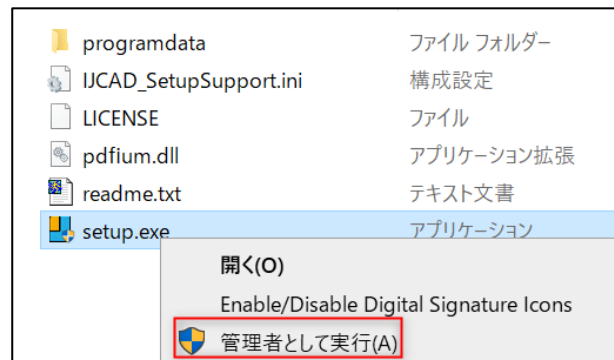 programdata ファイル フォルダー
IJCAD_SetupSupport.ini 構成設定
LICENSE ファイル
pdfium.dll アプリケーション拡張
readme.txt テキスト文書
setup.exe アプリケーション
開く(O)
Enable/Disable Digital Signature Icons
管理者として実行(A)